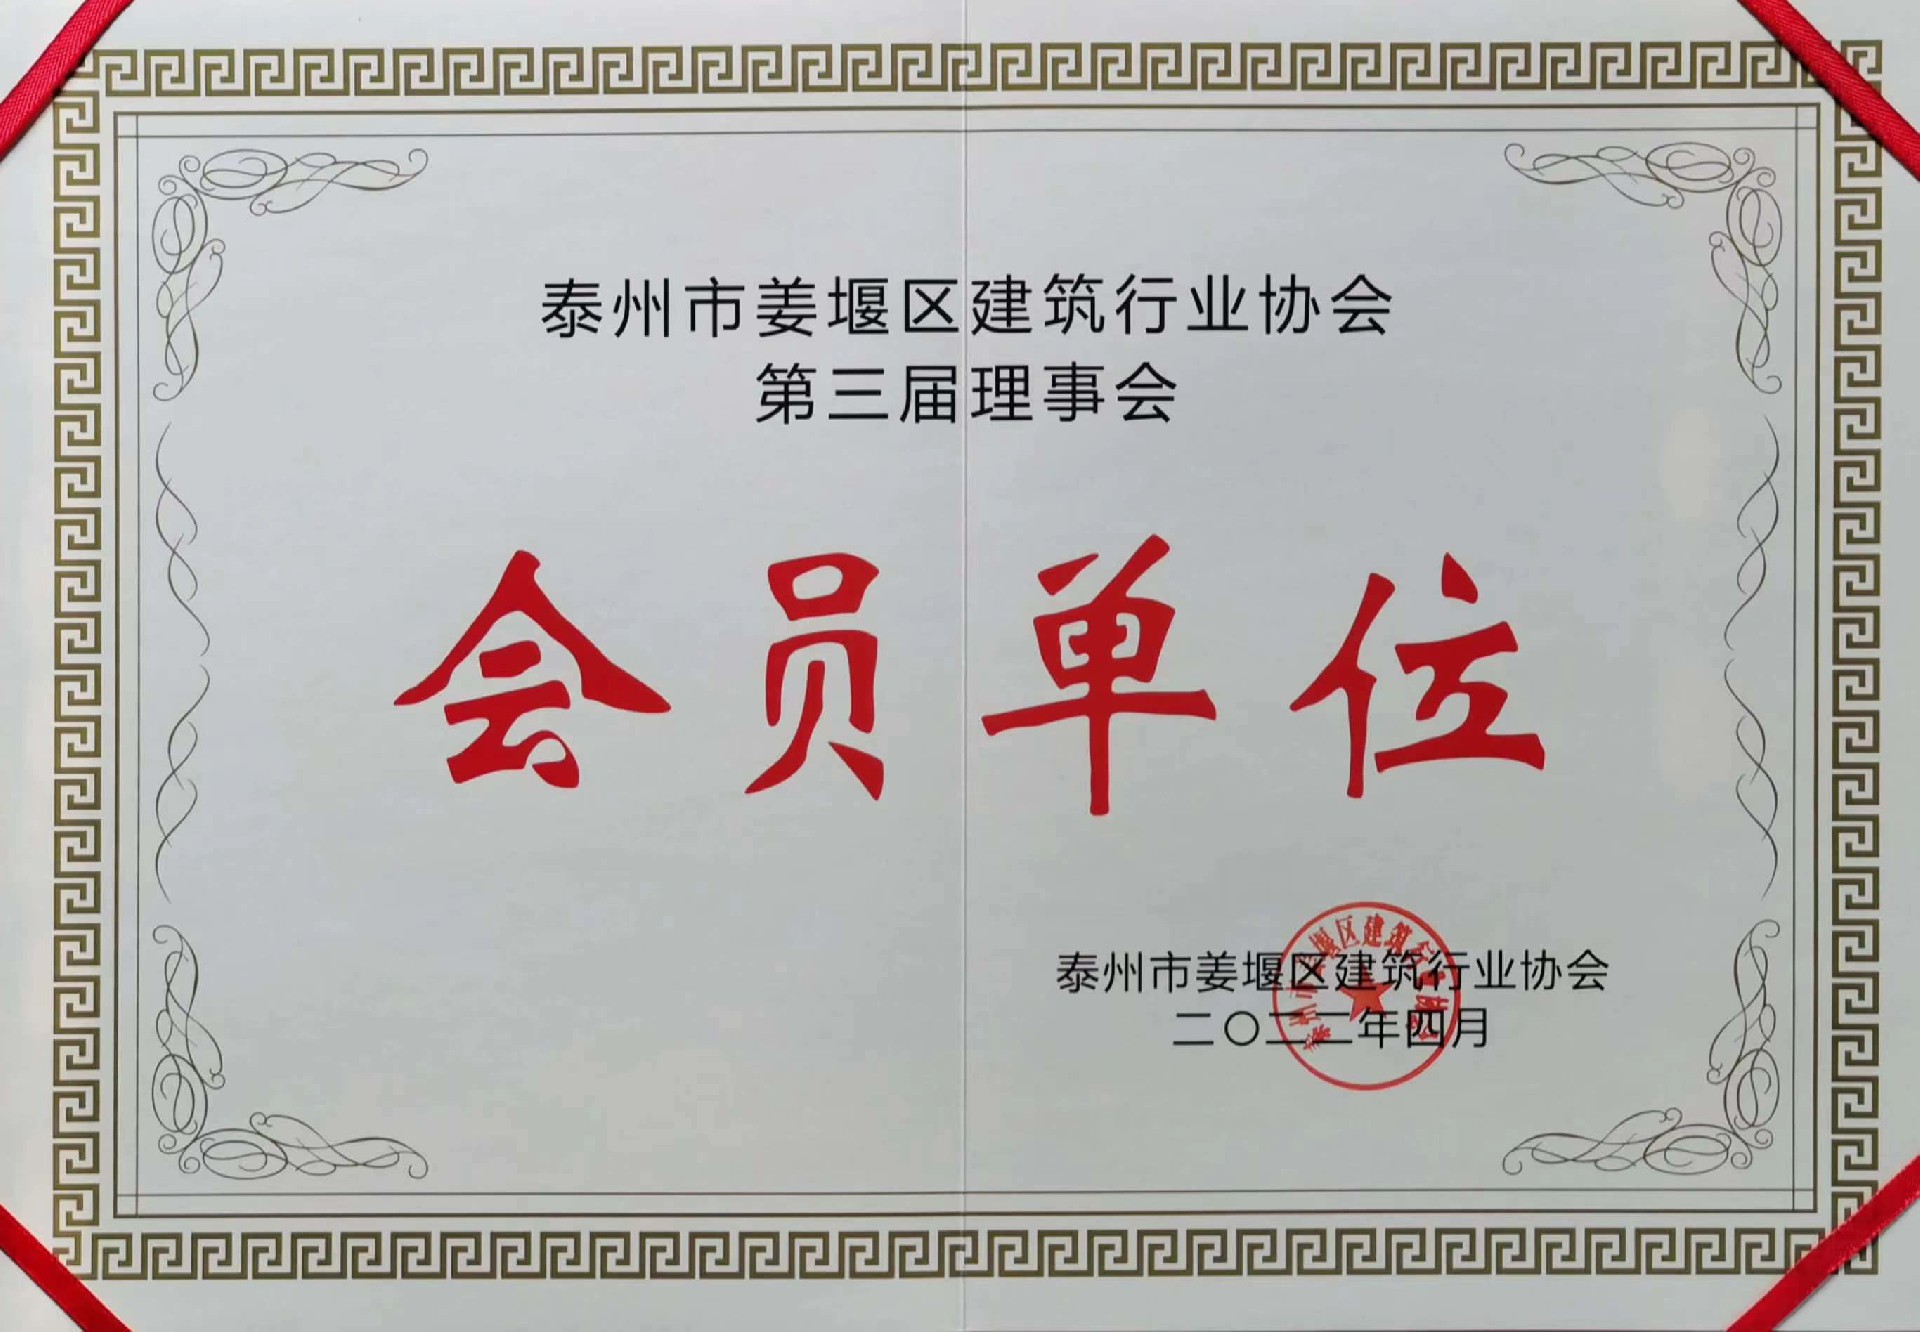 泰州市姜堰区建筑行业协会
第三届理事会
会员单位
泰州市姜堰区建筑行业协会
二〇二二年四月